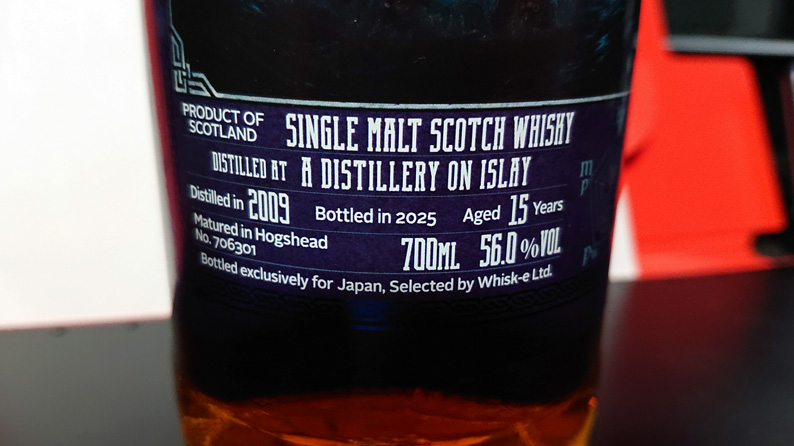 PRODUCT OF
SCOTLAND
SINGLE MALT SCOTCH WHISKY
DISTILLED AT A DISTILLERY ON ISLAY
Distilled in 2009 Bottled in 2025 Aged 15 Years
Matured in Hogshead
No. 706301
700ML 56.0%VOL
Bottled exclusively for Japan, Selected by Whisk-e Ltd.